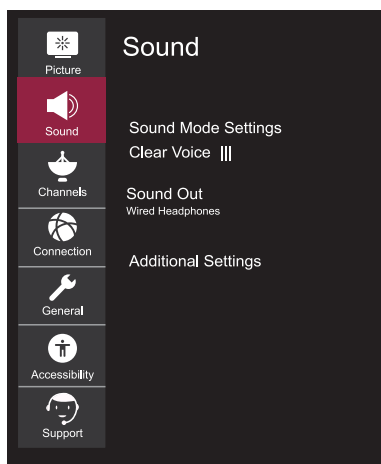 Picture
Sound
Channels
Connection
General
Accessibility
Support
Sound
Sound Mode Settings
Clear Voice III
Sound Out
Wired Headphones
Additional Settings